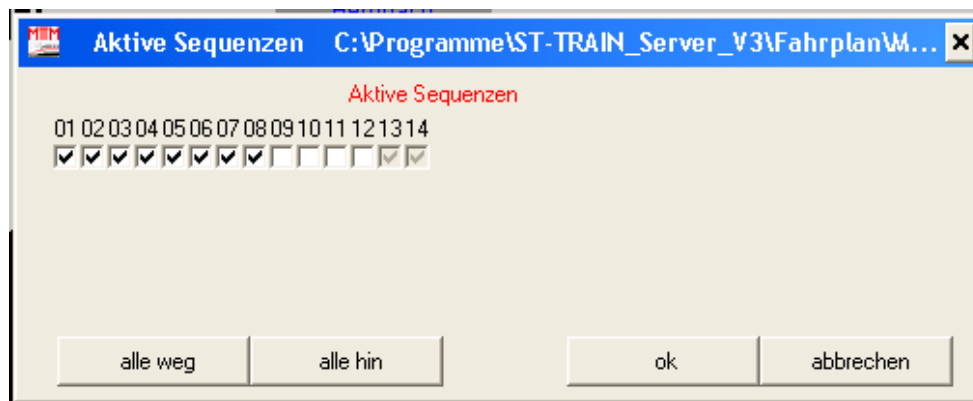 Aktive Sequenzen C:\Programme\ST-TRAIN_Server_V3\Fahrplan\M...
Aktive Sequenzen
01 02 03 04 05 06 07 08 09 10 11 12 13 14
alle weg alle hin ok abbrechen